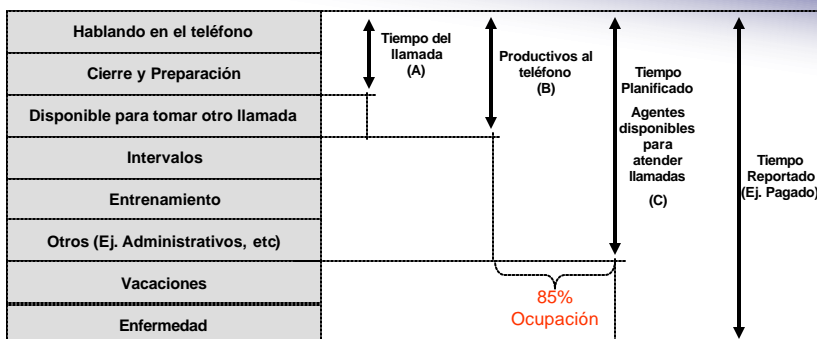 Hablando en el teléfono
Cierre y Preparación
Disponible para tomar otro llamada
Intervalos
Entrenamiento
Otros (Ej. Administrativos, etc)
Vacaciones
Enfermedad
Tiempo del
llamada
(A)
Productivos al
teléfono
(B)
Tiempo
Planificado
Agentes
disponibles
para
atender
llamadas
(C)
Tiempo
Reportado
(Ej. Pagado)
85%
Ocupación